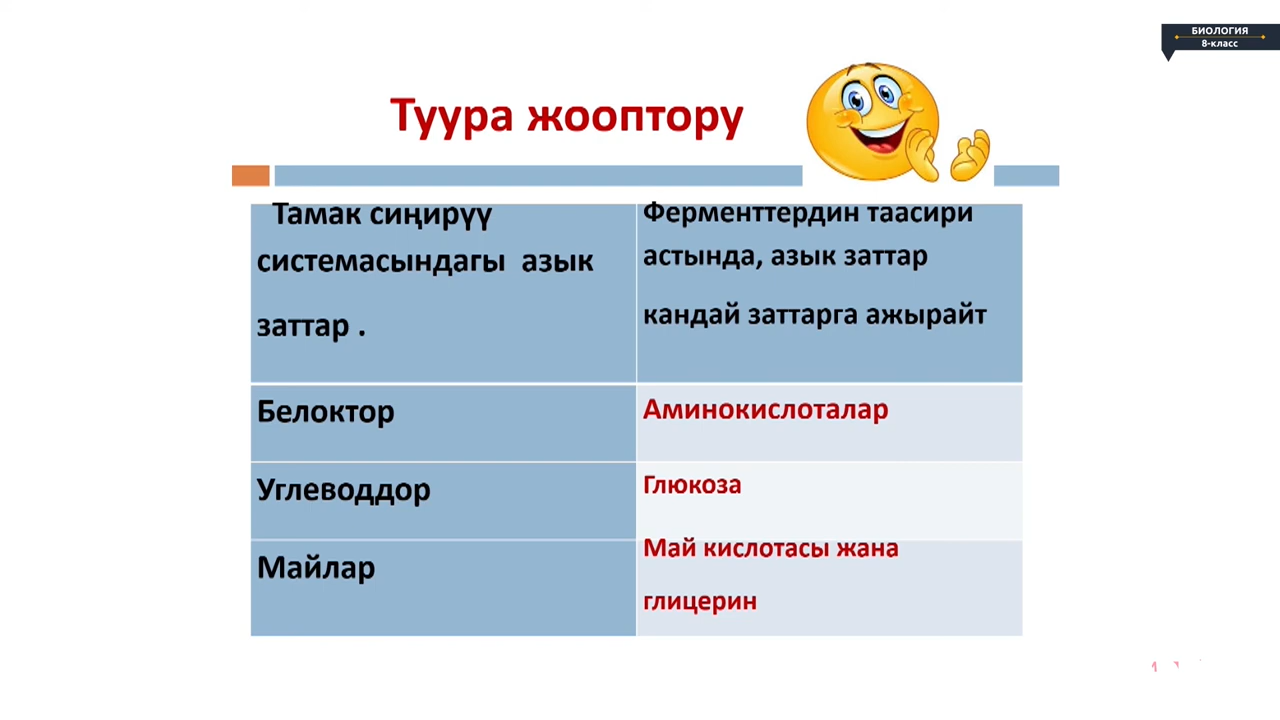 БИОЛОГИЯ
8-класс
Туура жооптору
Тамак сиңирүү
системасындагы азык
заттар .
Ферменттердин таасири
астында, азык заттар
кандай заттарга ажырайт
Белоктор
Аминокислоталар
Углеводдор
Глюкоза
Майлар
Май кислотасы жана
глицерин